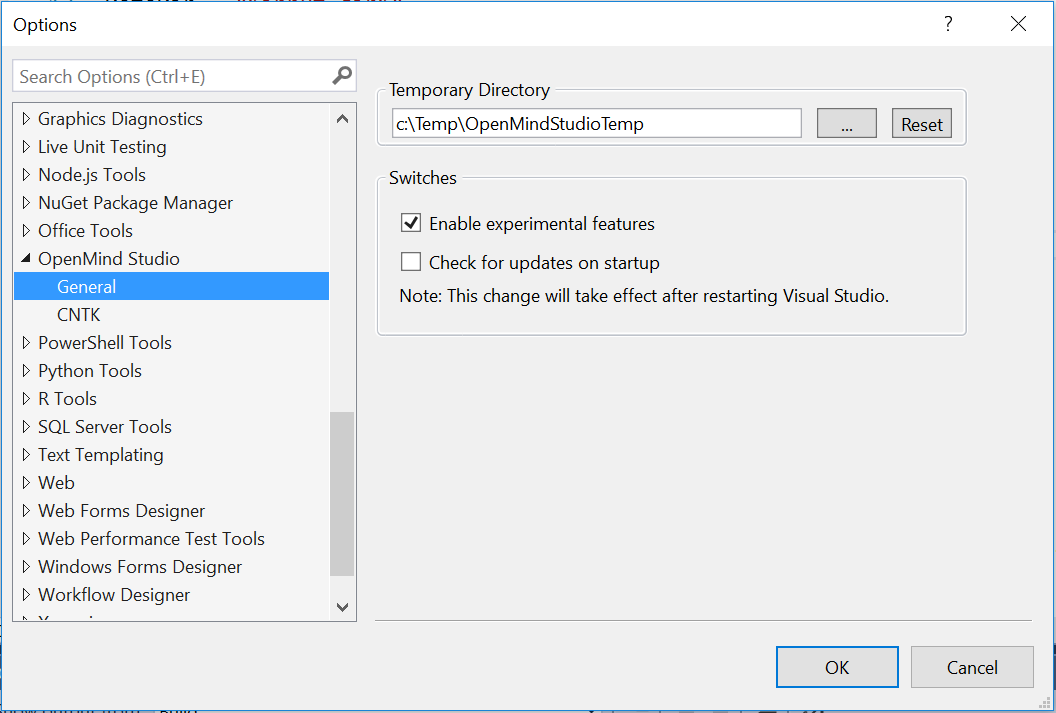 Options
?
Search Options (Ctrl+E)
Graphics Diagnostics
Live Unit Testing
Node.js Tools
NuGet Package Manager
Office Tools
OpenMind Studio
General
CNTK
PowerShell Tools
Python Tools
R Tools
SQL Server Tools
Text Templating
Web
Web Forms Designer
Web Performance Test Tools
Windows Forms Designer
Workflow Designer
Temporary Directory
c:\Temp\OpenMindStudioTemp
...
Reset
Switches
Enable experimental features
Check for updates on startup
Note: This change will take effect after restarting Visual Studio.
OK
Cancel